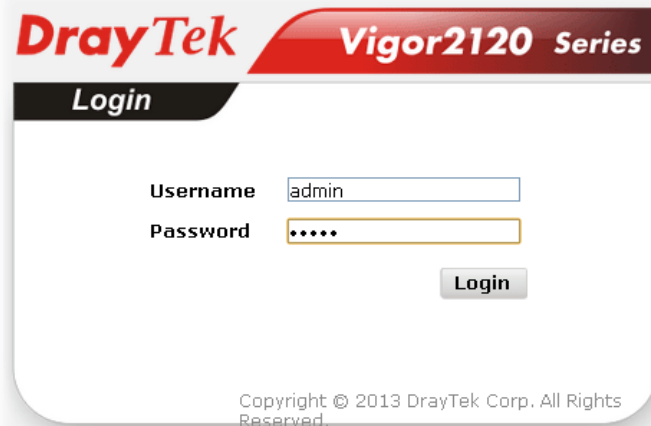 DrayTek Vigor2120 Series
Login
Username admin
Password •••••
Login
Copyright © 2013 DrayTek Corp. All Rights
Reserved.